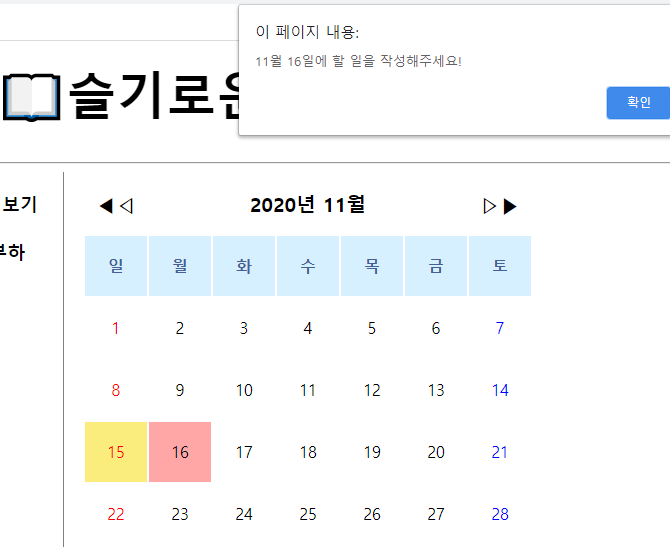 이 페이지 내용:
11월 16일에 할 일을 작성해주세요!
확인
📖슬기로운
보기
부하
◀ ◁ 2020년 11월 ▷ ▶
일 월 화 수 목 금 토
1 2 3 4 5 6 7
8 9 10 11 12 13 14
15 16 17 18 19 20 21
22 23 24 25 26 27 28